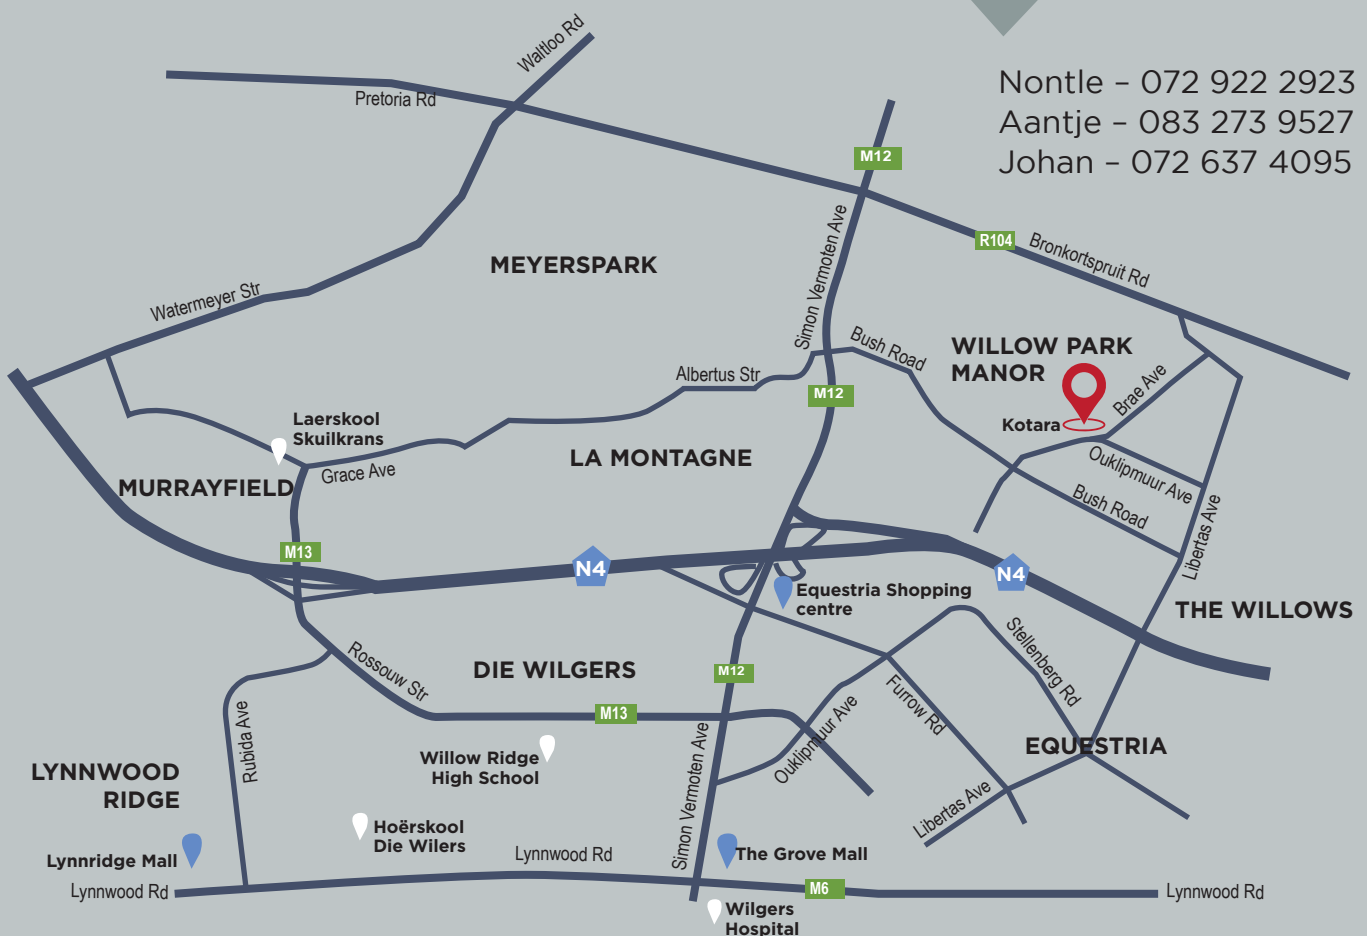 Waltloo Rd
Pretoria Rd
Nontle – 072 922 2923
Aantje – 083 273 9527
Johan – 072 637 4095
M12
Simon Vermoten Ave
R104
Bronkortspruit Rd
MEYERSPARK
Watermeyer Str
Bush Road
WILLOW PARK
MANOR
Albertus Str
M12
Brae Ave
Kotara
Laerskool
Skuilkrans
Grace Ave
LA MONTAGNE
Ouklipmuur Ave
MURRAYFIELD
Bush Road
Libertas Ave
M13
N4
N4
Equestria Shopping
centre
THE WILLOWS
Stellenberg Rd
Rossouw Str
DIE WILGERS
M12
Furrow Rd
M13
Ouklipmuur Ave
Rubida Ave
Simon Vermoten Ave
EQUESTRIA
Willow Ridge
High School
LYNNWOOD
RIDGE
Libertas Ave
Hoërskool
Die Wilers
Lynnridge Mall
Lynnwood Rd
The Grove Mall
Lynnwood Rd
M6
Lynnwood Rd
Wilgers
Hospital